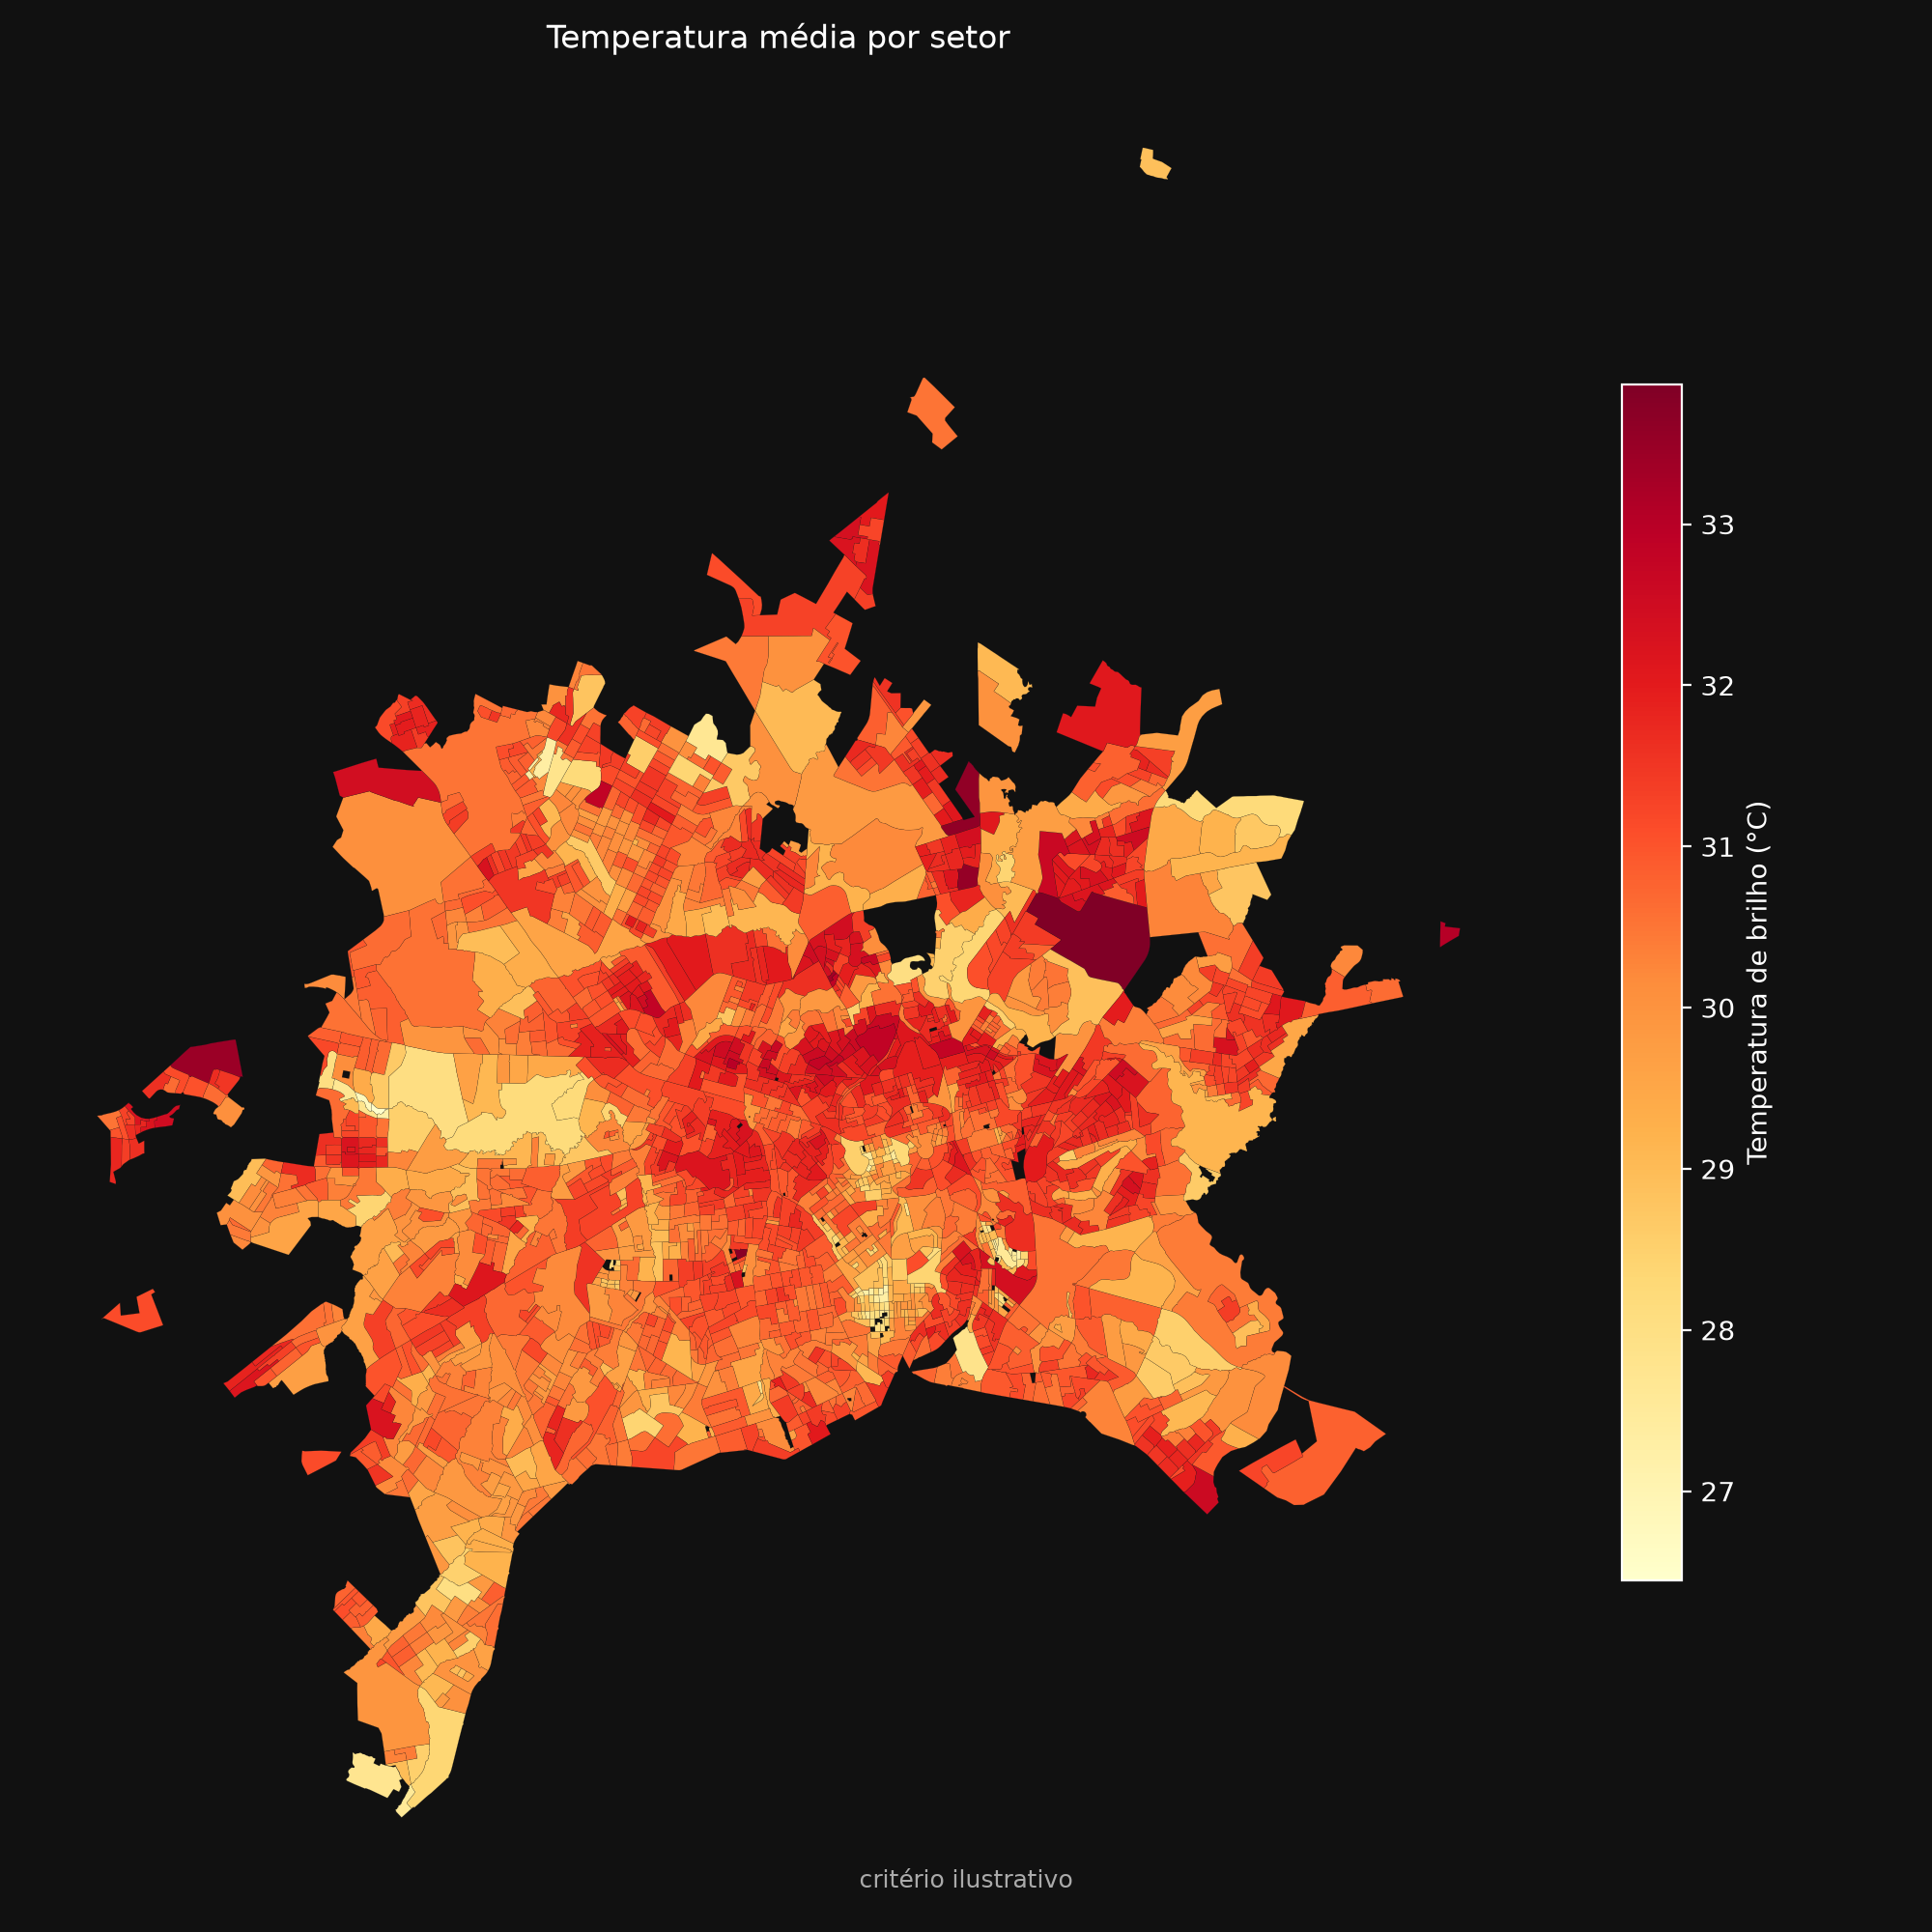 Temperatura média por setor
33
32
31
30
29
28
27
Temperatura de brilho (°C)
critério ilustrativo